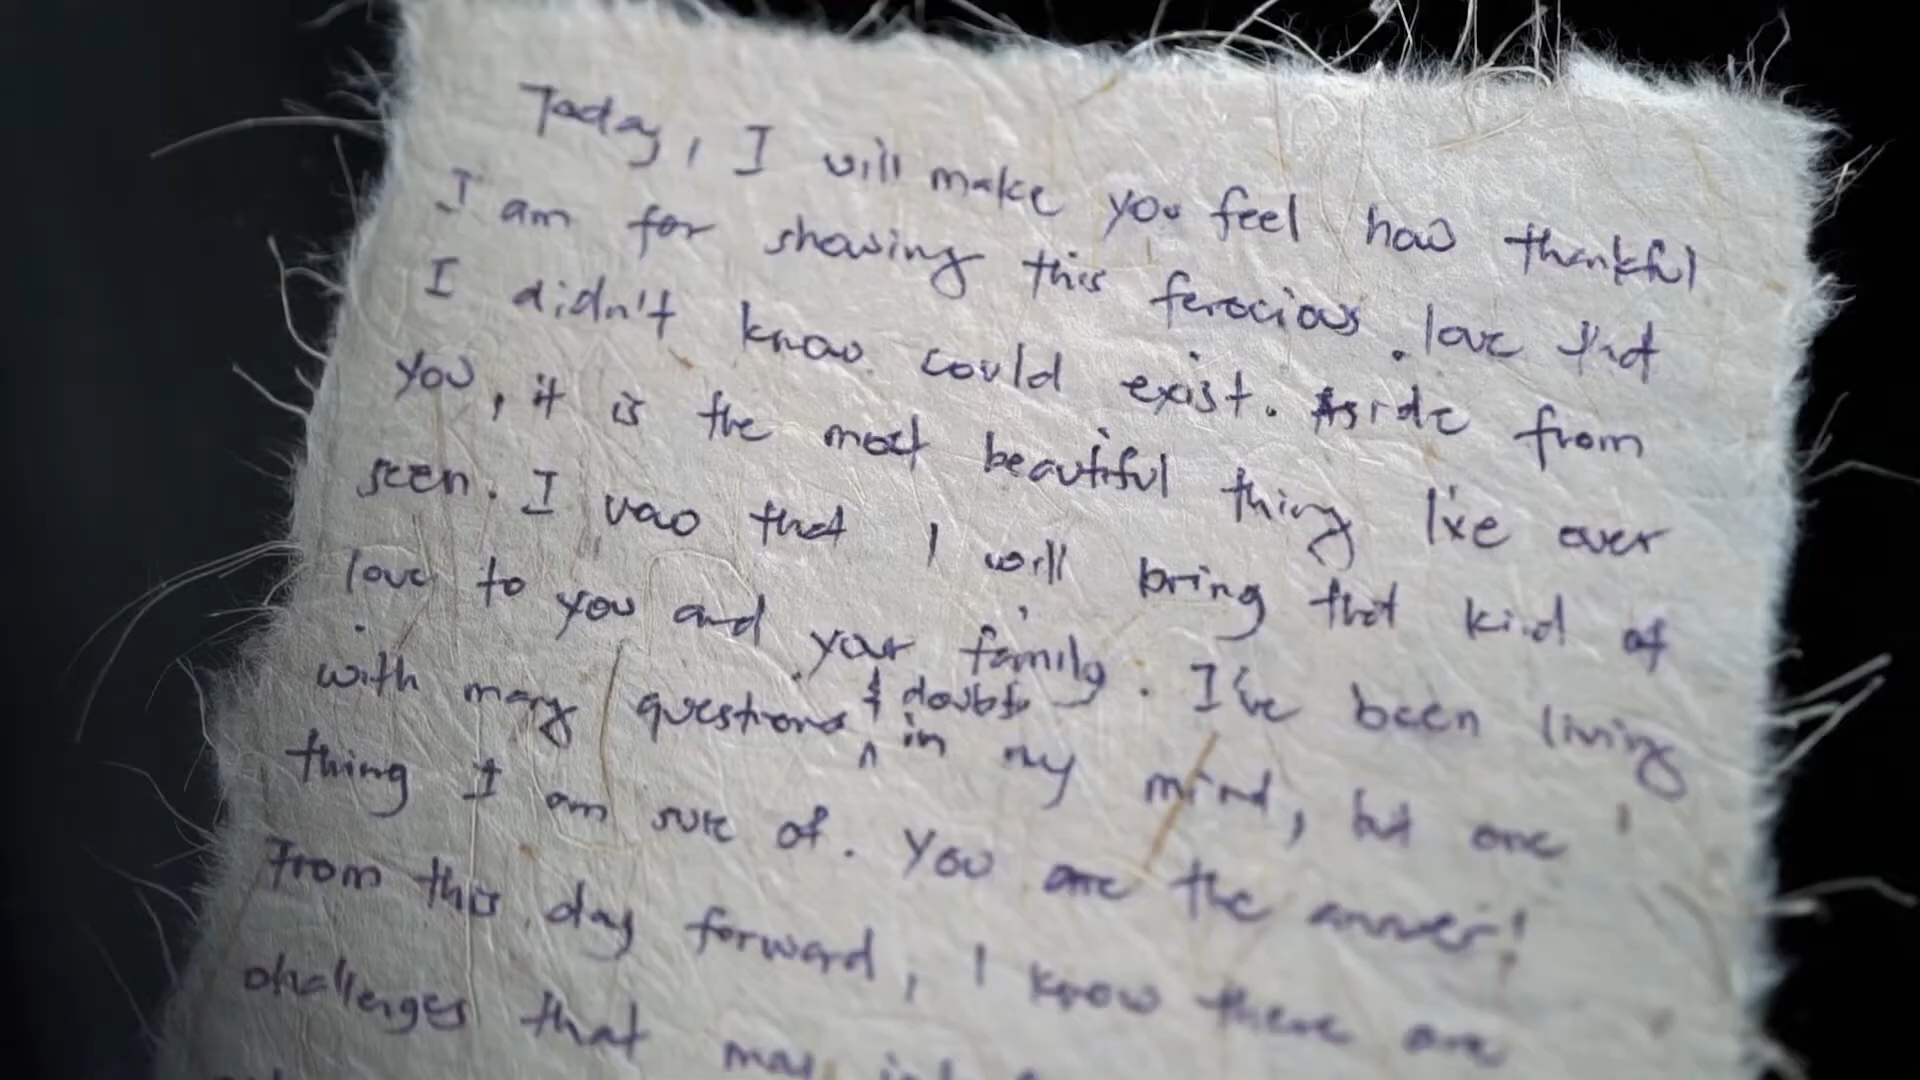 Today, I will make you feel how thankful
I am for showing this ferocious love that
I didn't know could exist. Aside from
you, it is the most beautiful thing I've ever
seen. I vow that I will bring that kind of
love to you and your family. I've been living
with many questions & doubts in my mind, but one
thing I am sure of. You are the answer!
From this day forward, I know there are
challenges that may